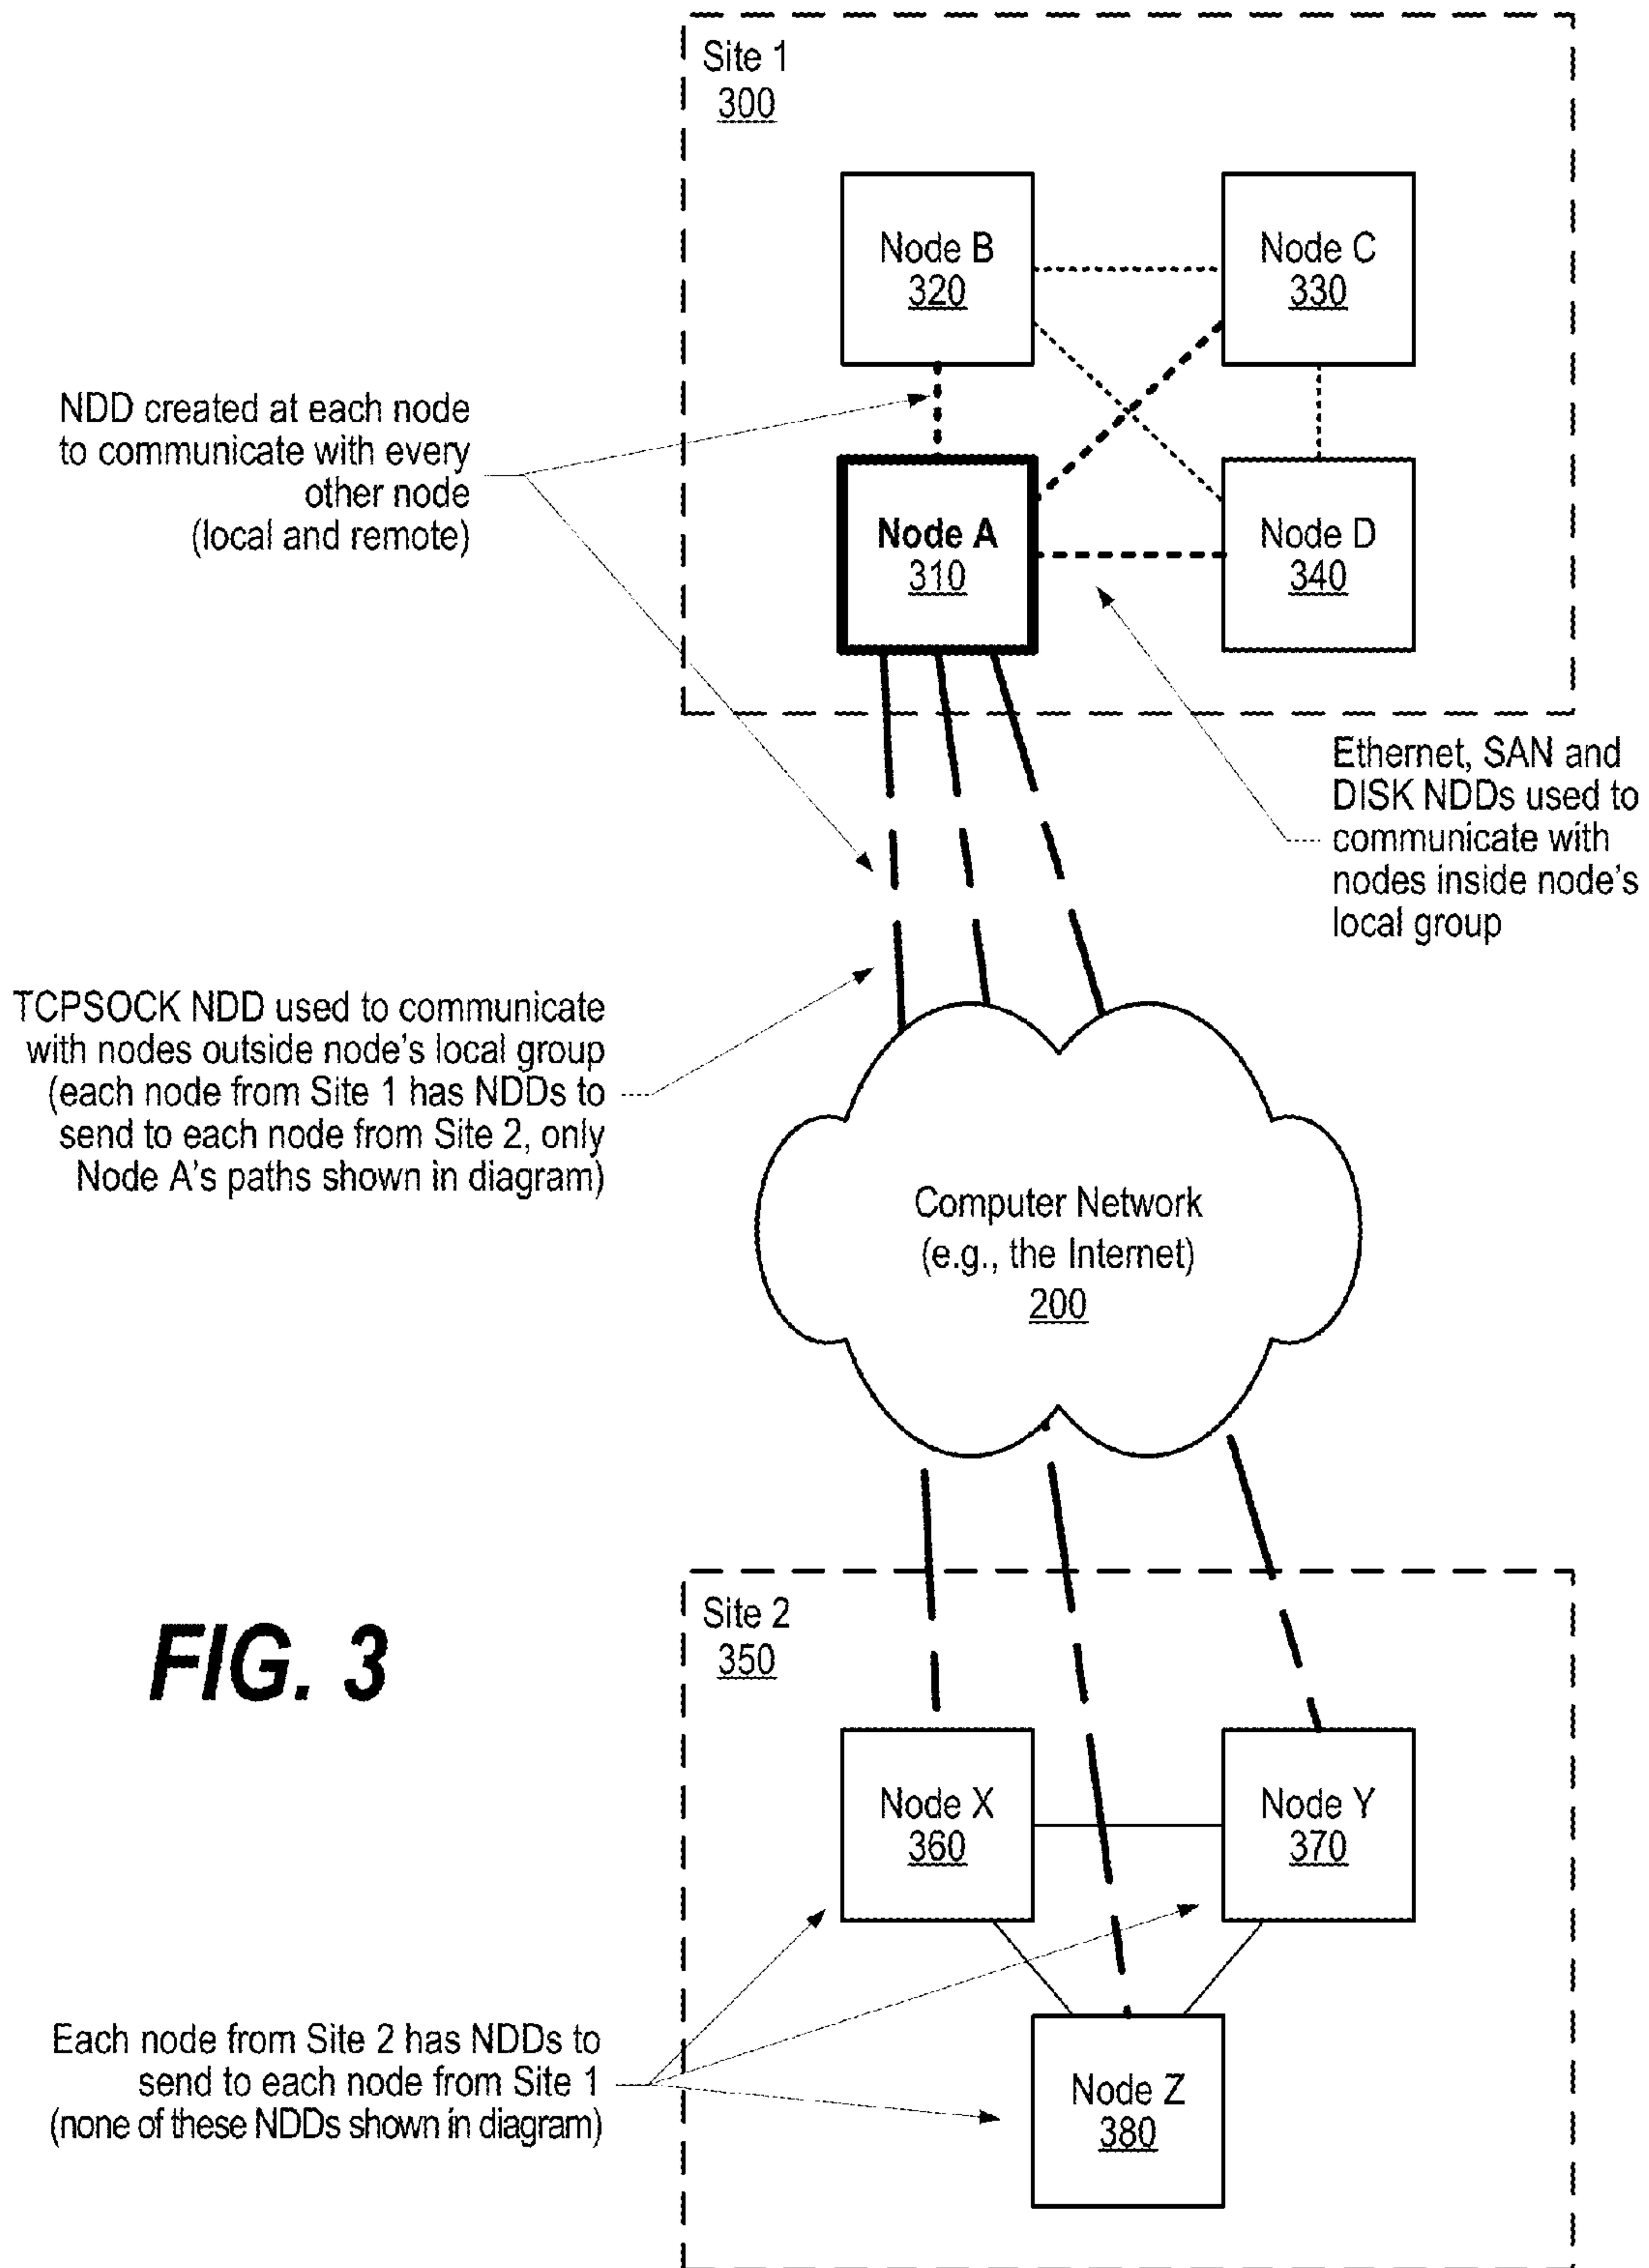 Site 1
300
Node B
320
Node C
330
NDD created at each node
to communicate with every
other node
(local and remote)
Node A
310
Node D
340
Ethernet, SAN and
DISK NDDs used to
communicate with
nodes inside node's
local group
TCPSOCK NDD used to communicate
with nodes outside node's local group
(each node from Site 1 has NDDs to
send to each node from Site 2, only
Node A's paths shown in diagram)
Computer Network
(e.g., the Internet)
200
FIG. 3
Site 2
350
Node X
360
Node Y
370
Each node from Site 2 has NDDs to
send to each node from Site 1
(none of these NDDs shown in diagram)
Node Z
380